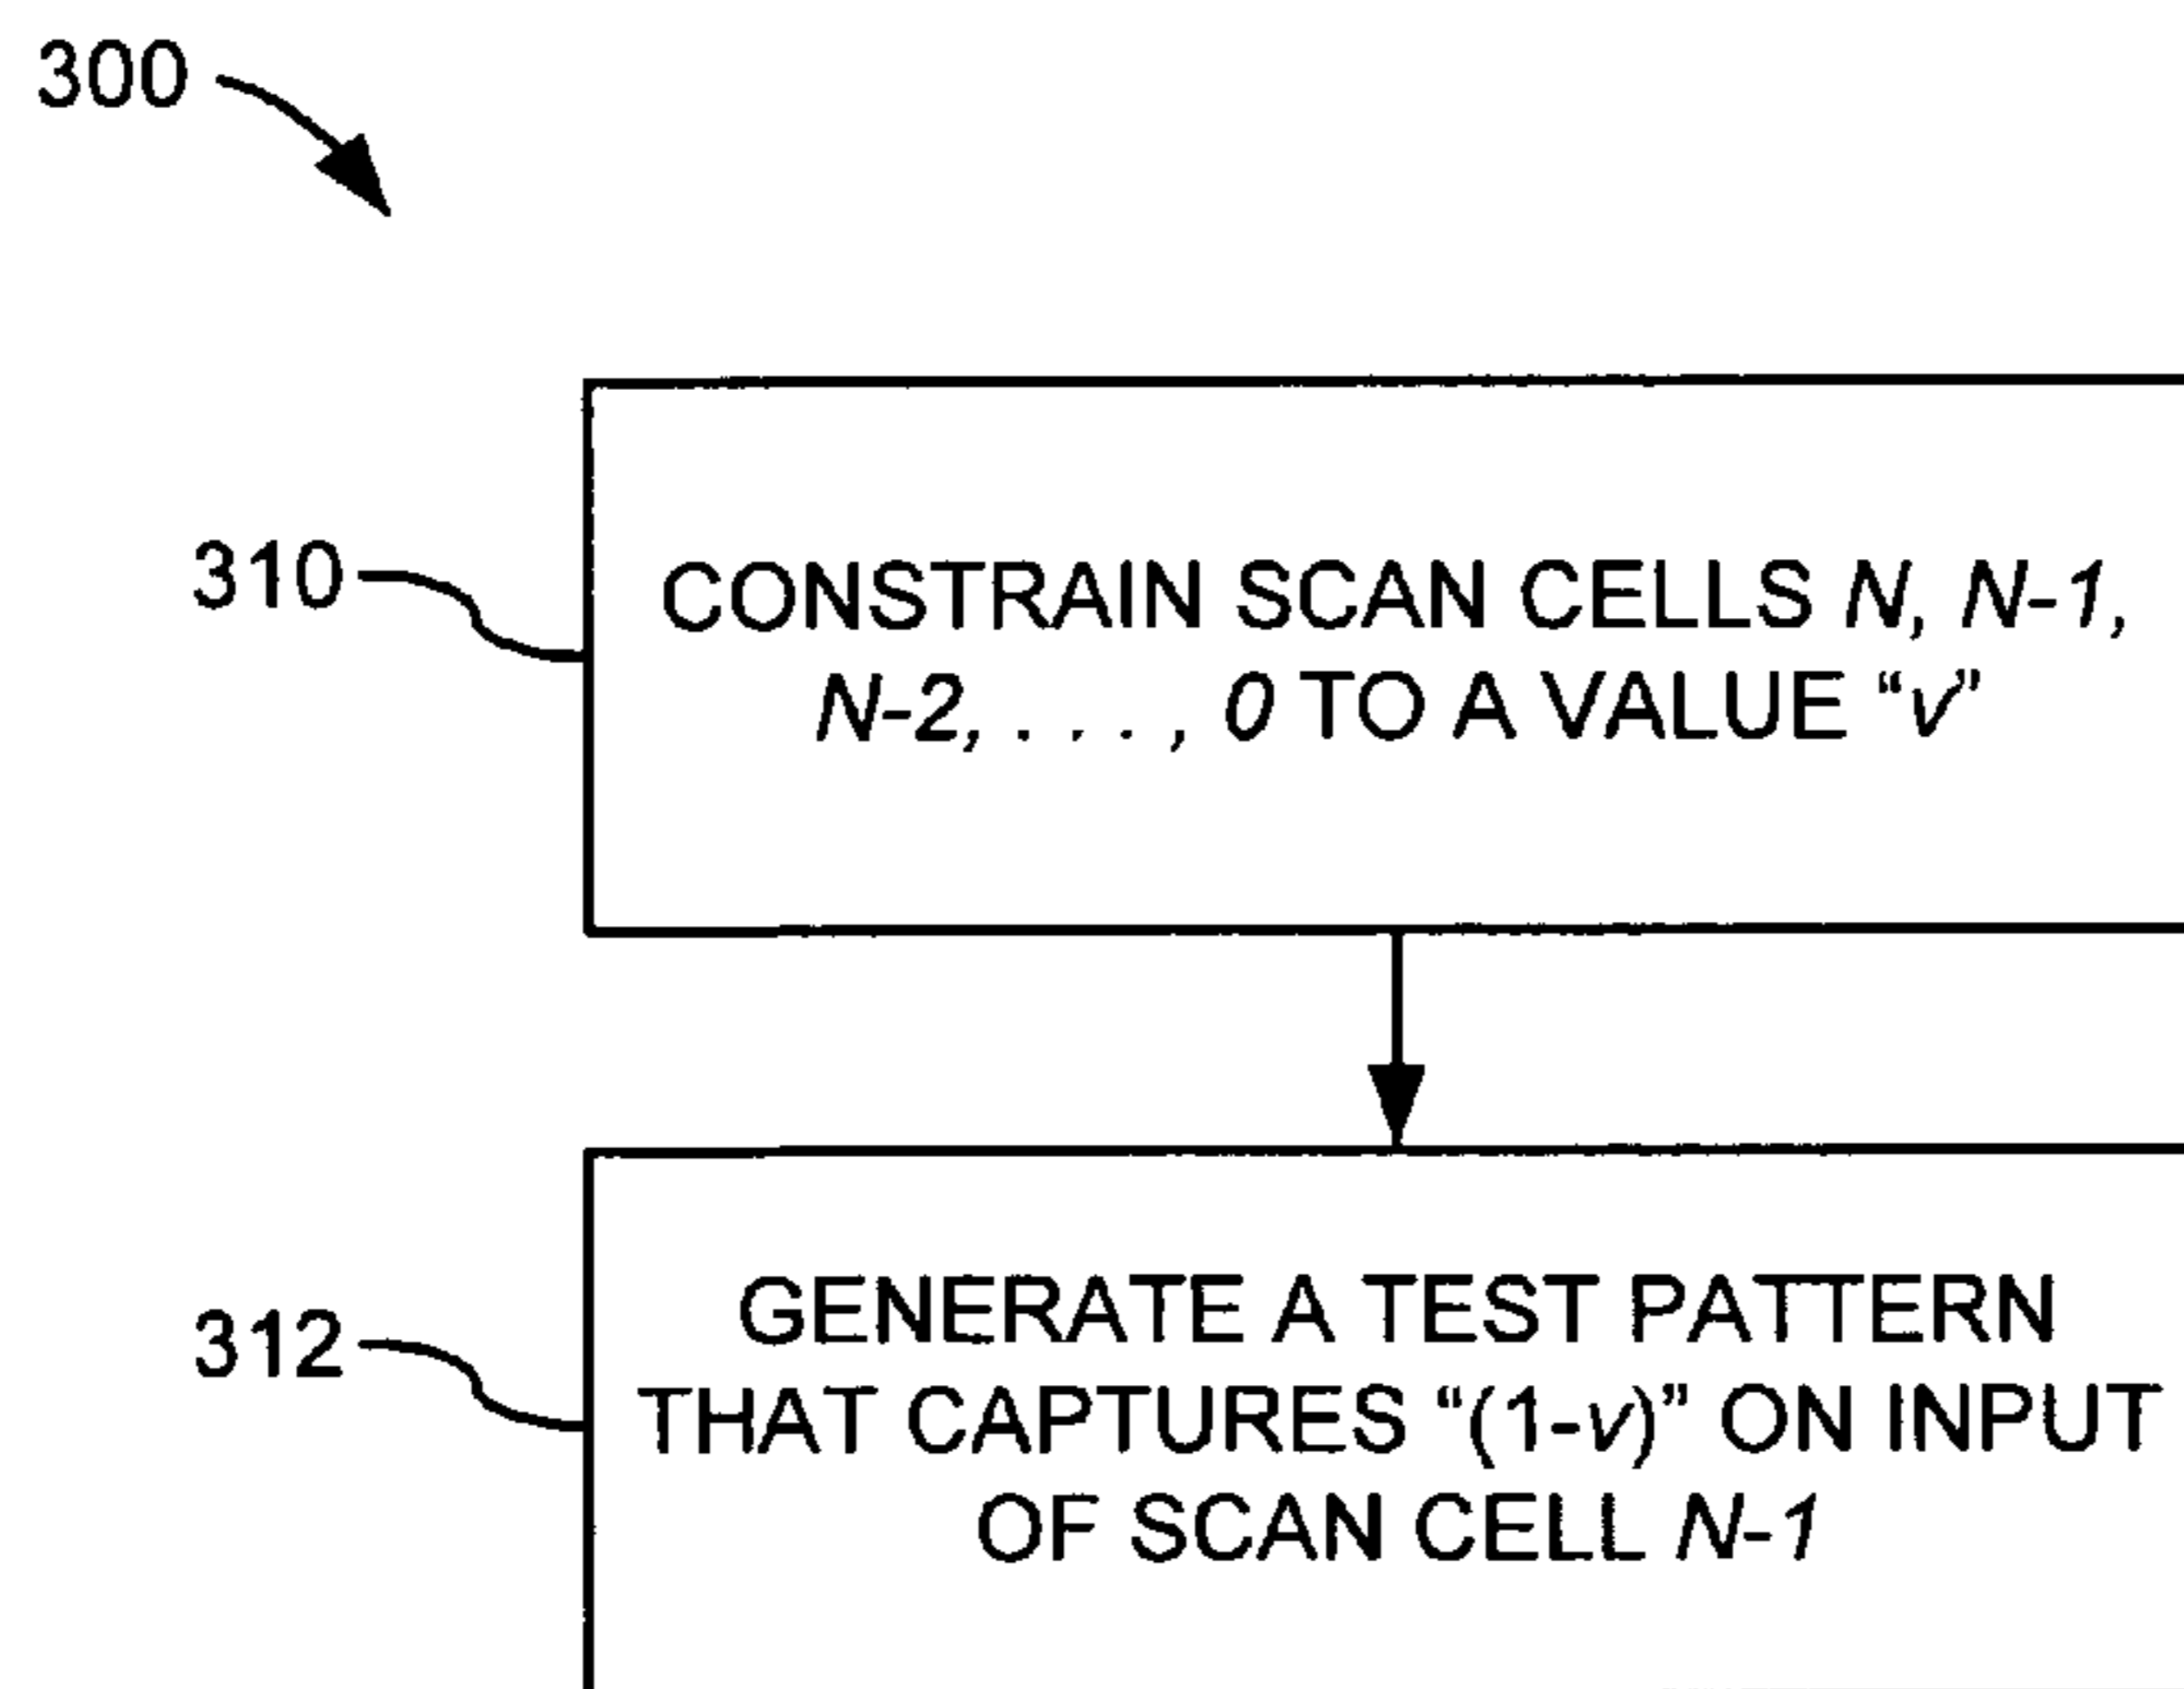 300
310
CONSTRAIN SCAN CELLS N, N-1,
N-2, . . . , 0 TO A VALUE “v”
312
GENERATE A TEST PATTERN
THAT CAPTURES “(1-v)” ON INPUT
OF SCAN CELL N-1